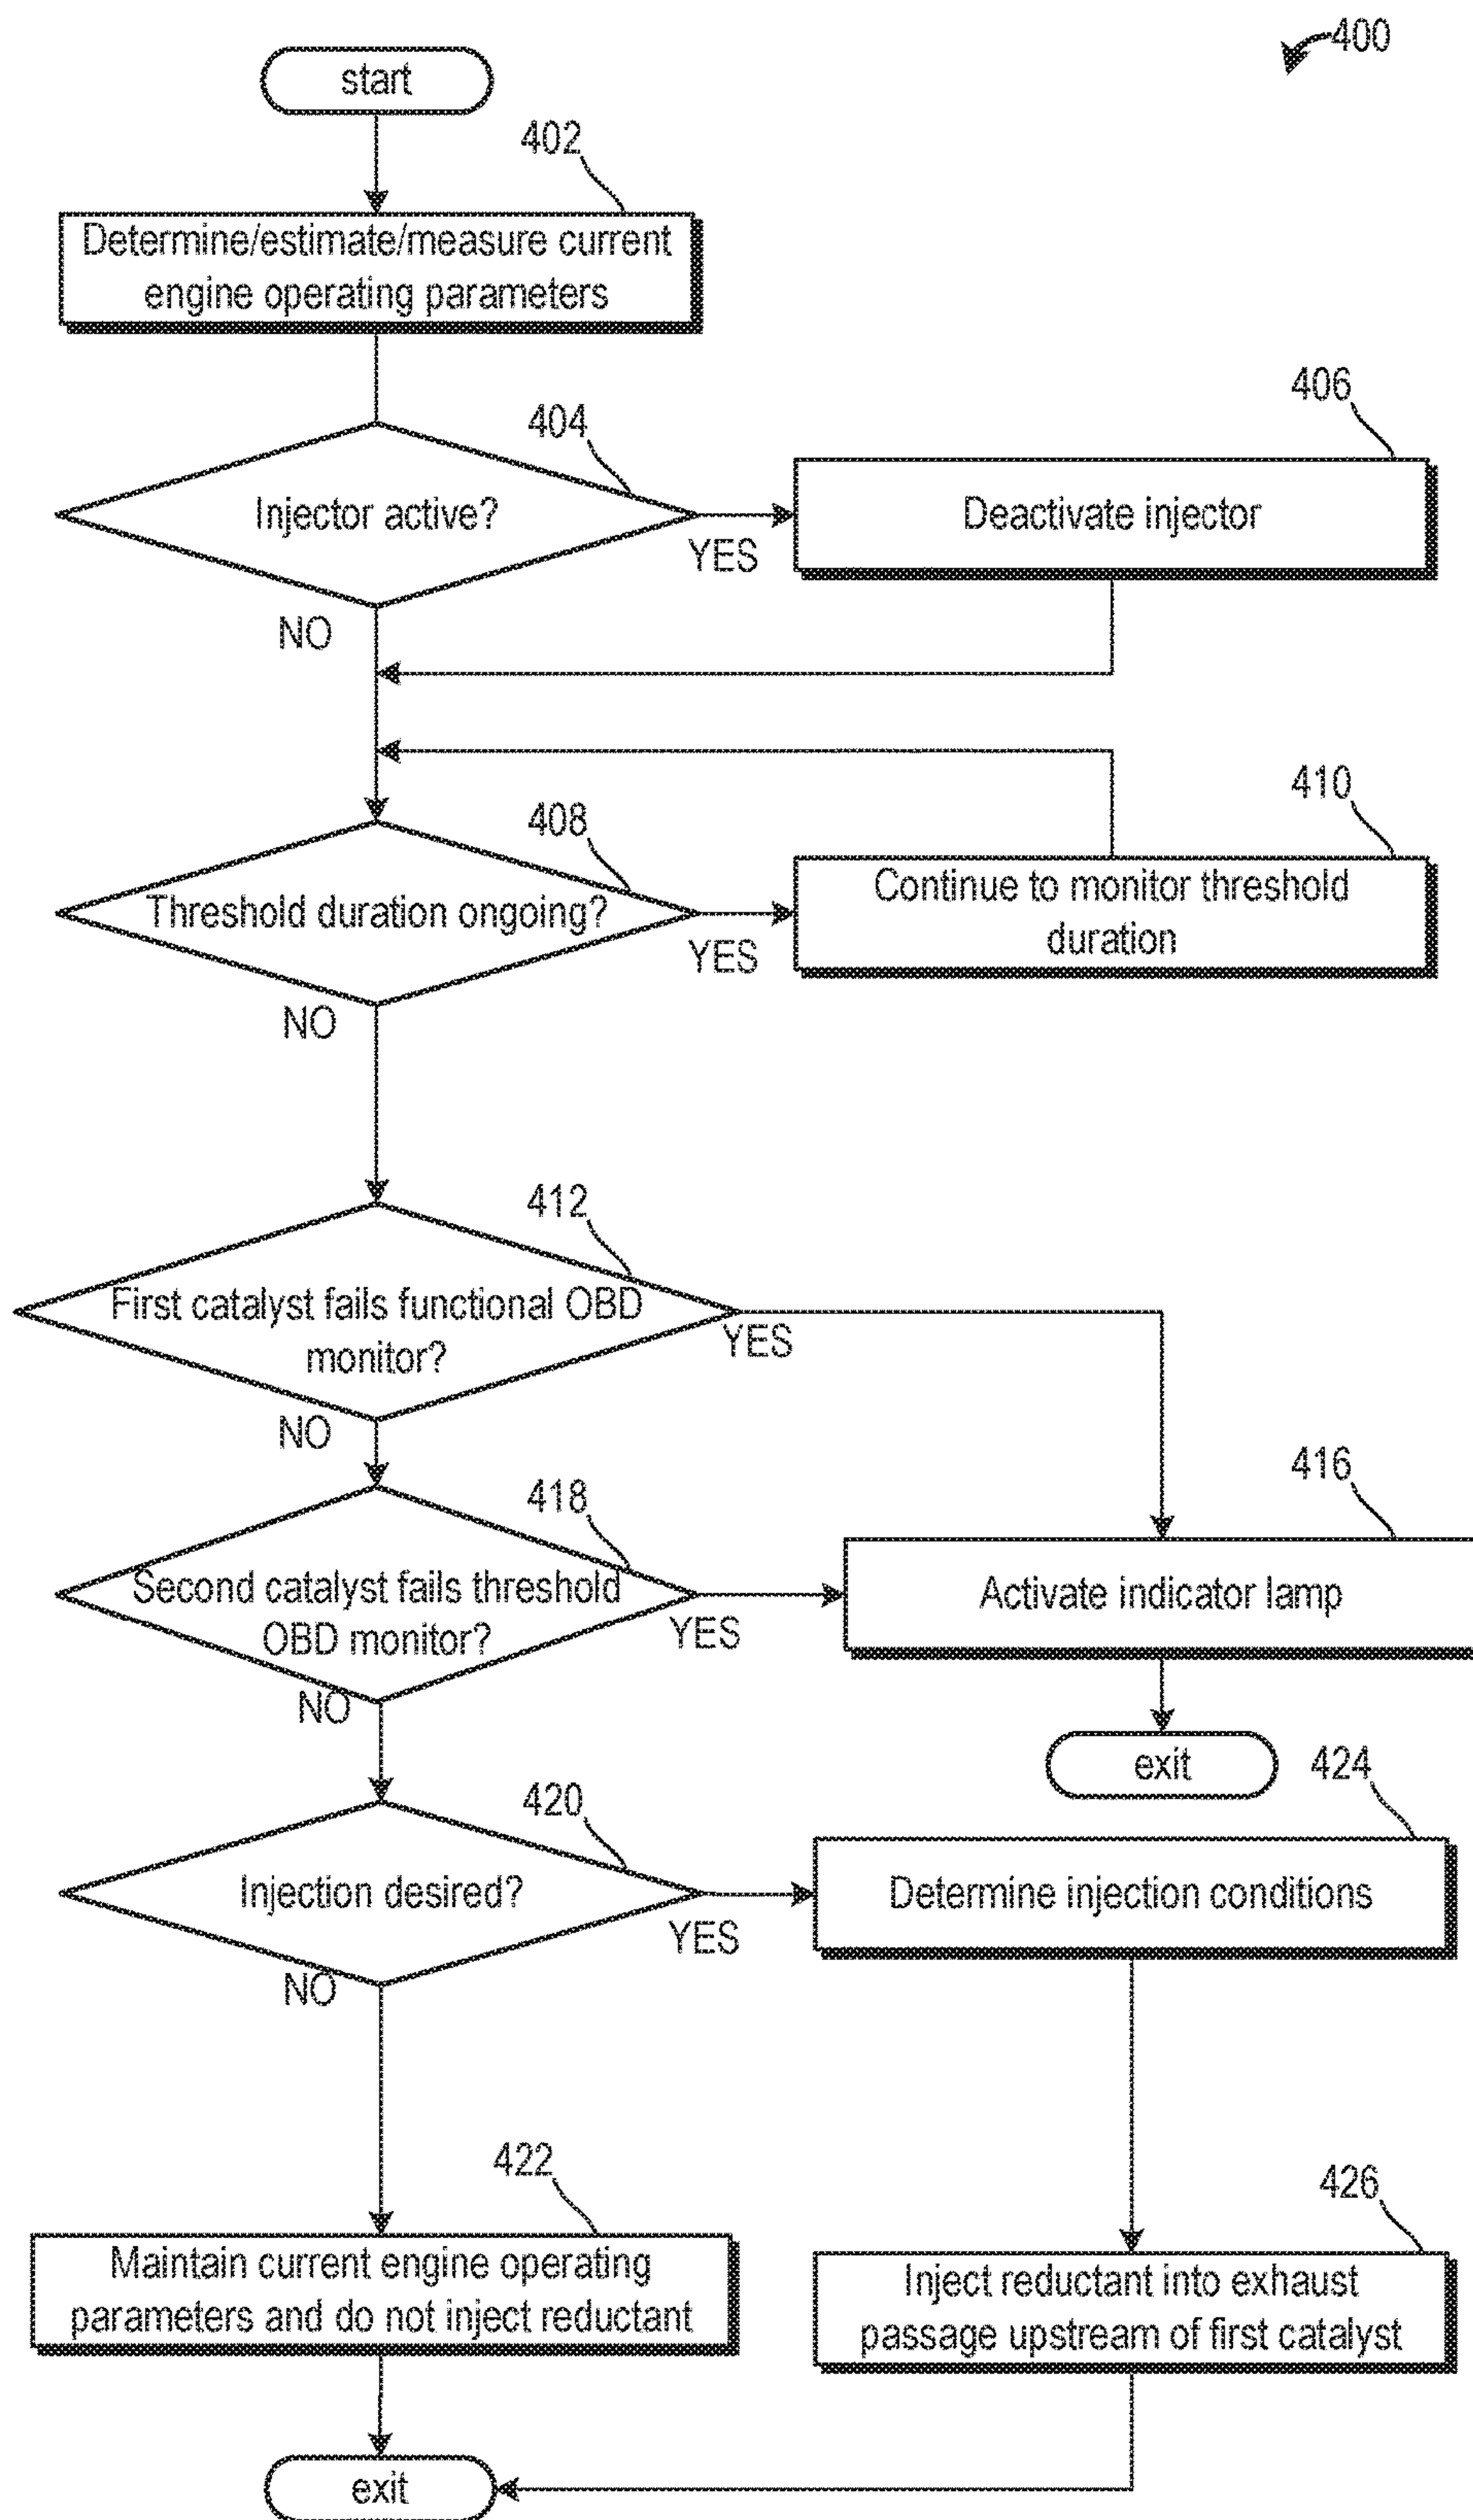 400
start
402
Determine/estimate/measure current
engine operating parameters
404
Injector active?
YES
NO
406
Deactivate injector
408
Threshold duration ongoing?
YES
NO
410
Continue to monitor threshold
duration
412
First catalyst fails functional OBD
monitor?
YES
NO
418
Second catalyst fails threshold
OBD monitor?
YES
NO
416
Activate indicator lamp
exit
420
Injection desired?
YES
NO
424
Determine injection conditions
422
Maintain current engine operating
parameters and do not inject reductant
426
Inject reductant into exhaust
passage upstream of first catalyst
exit